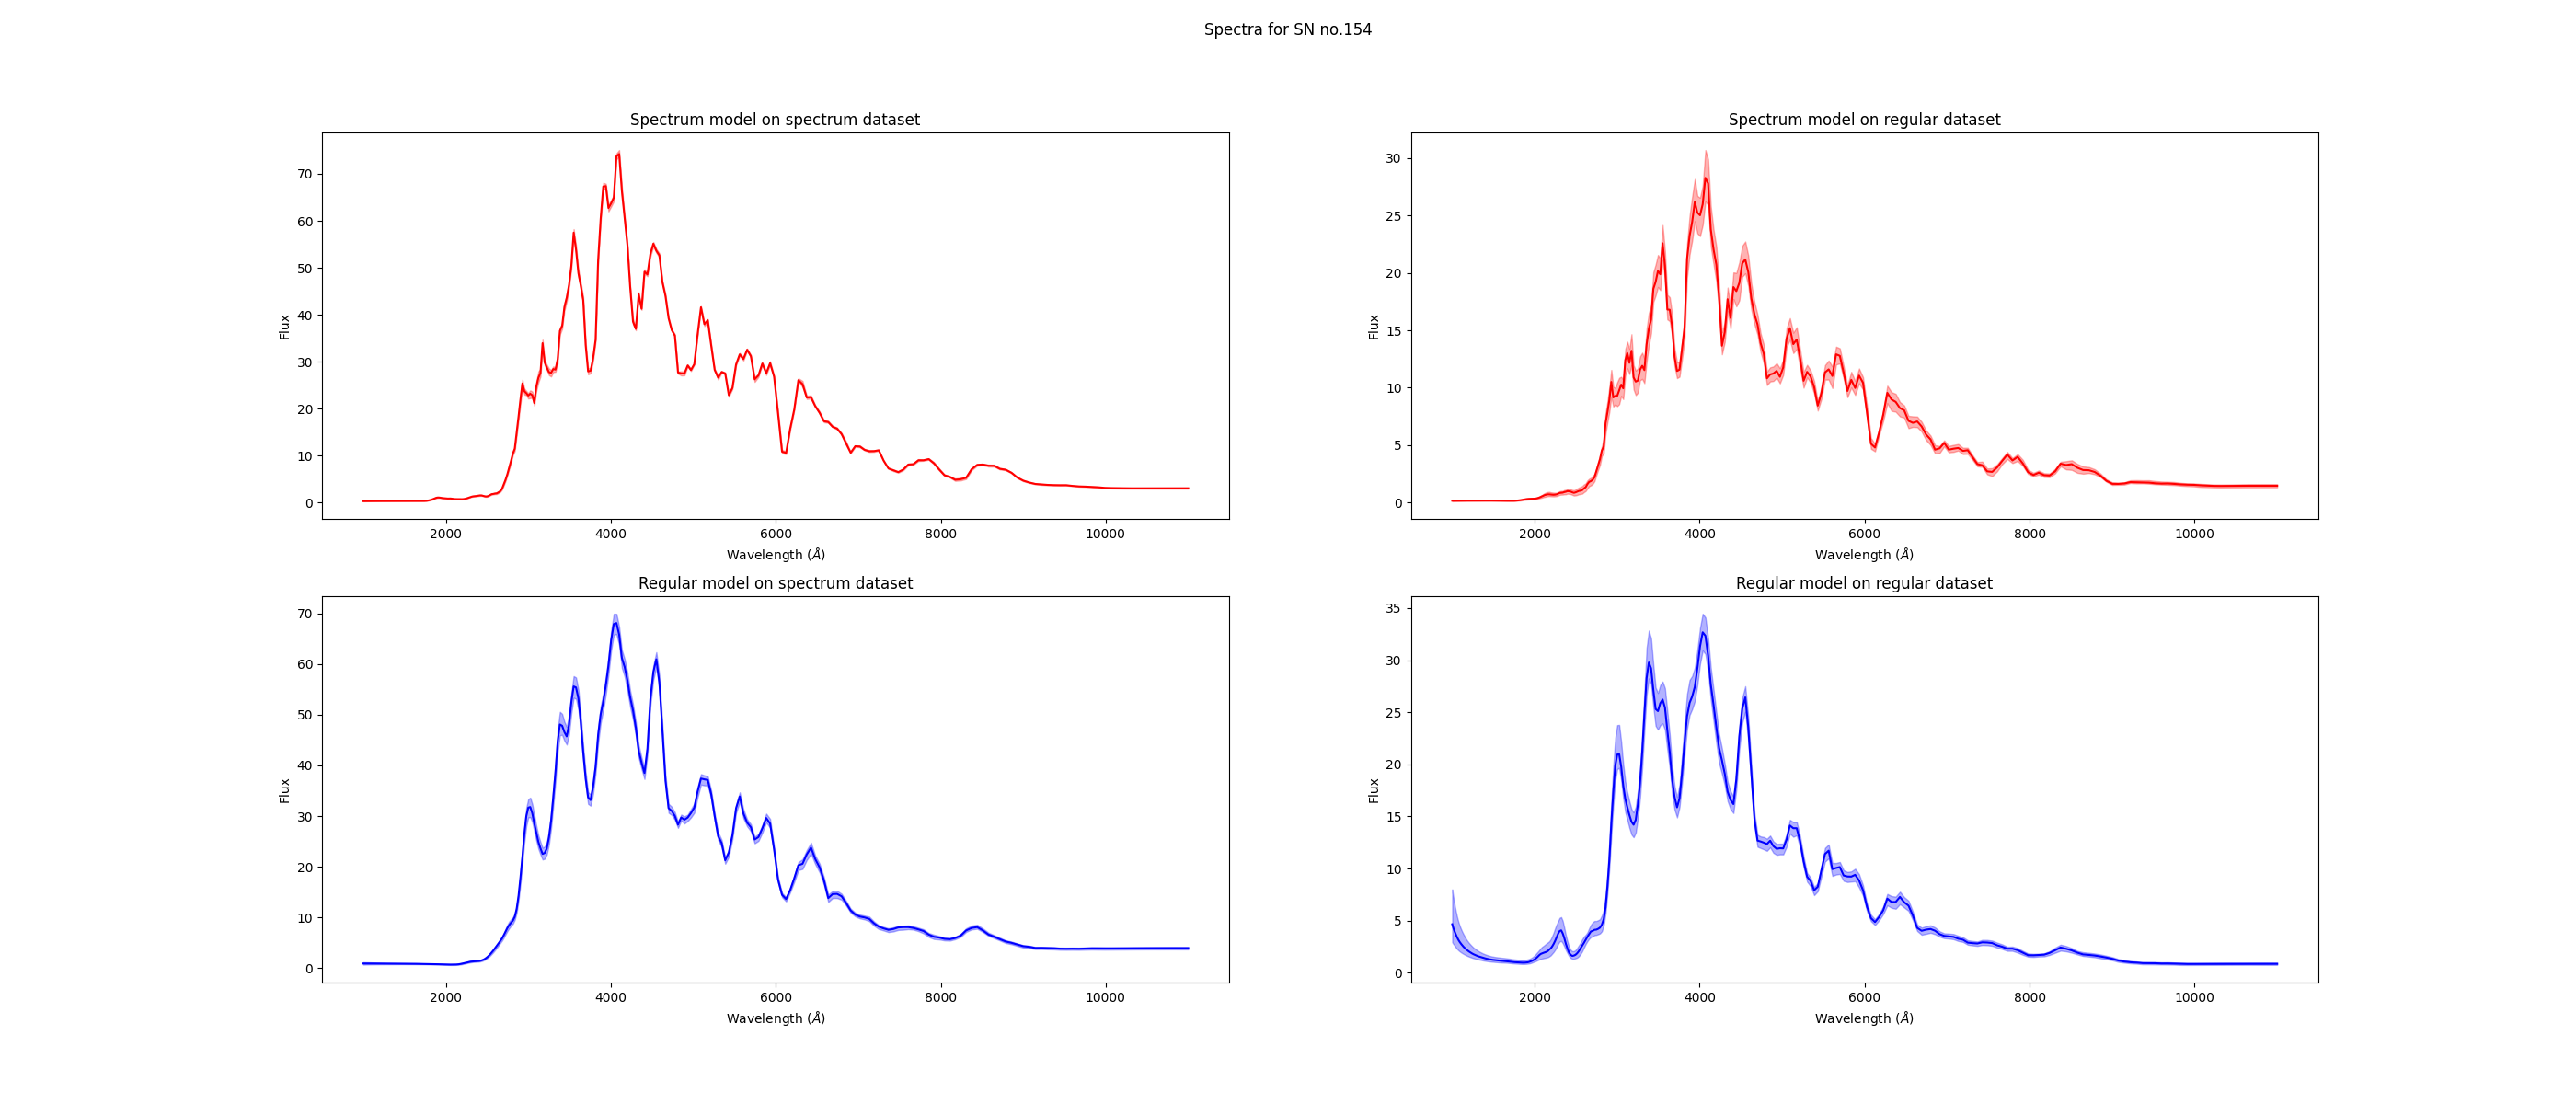 Spectra for SN no.154
Spectrum model on spectrum dataset
70
60
50
40
30
20
10
0
Flux
2000 4000 6000 8000 10000
Wavelength (Å)
Spectrum model on regular dataset
30
25
20
15
10
5
0
Flux
2000 4000 6000 8000 10000
Wavelength (Å)
Regular model on spectrum dataset
70
60
50
40
30
20
10
0
Flux
2000 4000 6000 8000 10000
Wavelength (Å)
Regular model on regular dataset
35
30
25
20
15
10
5
0
Flux
2000 4000 6000 8000 10000
Wavelength (Å)